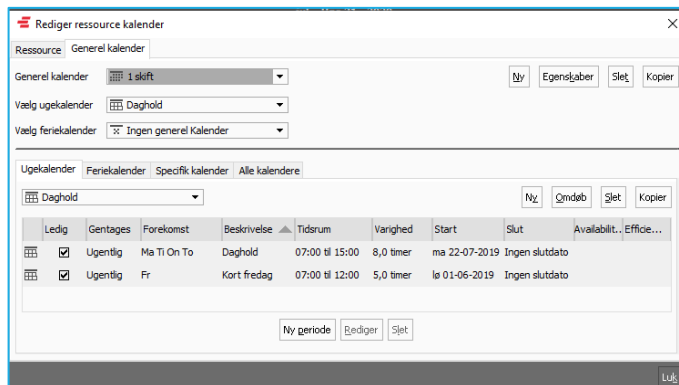 Rediger ressource kalender
Ressource Generel kalender
Generel kalender 1 skift Ny Egenskaber Slet Kopier
Vælg ugekalender Daghold
Vælg feriekalender Ingen generel Kalender
Ugekalender Feriekalender Specifik kalender Alle kalendere
Daghold Ny Omdøb Slet Kopier
Ledig Gentages Forekomst Beskrivelse Tidsrum Varighed Start Slut Availabilit.. Efficie...
Ugentlig Ma Ti On To Daghold 07:00 til 15:00 8,0 timer ma 22-07-2019 Ingen slutdato
Ugentlig Fr Kort fredag 07:00 til 12:00 5,0 timer lø 01-06-2019 Ingen slutdato
Ny periode Rediger Slet
Luk